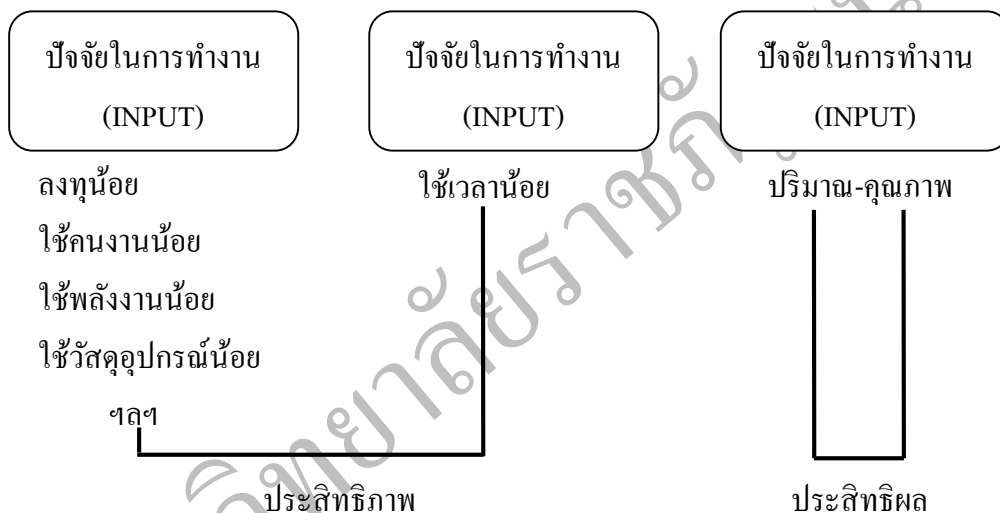 ปัจจัยในการทำงาน
(INPUT)
ปัจจัยในการทำงาน
(INPUT)
ปัจจัยในการทำงาน
(INPUT)
ลงทุน้อย
ใช้คนงานน้อย
ใช้พลังงานน้อย
ใช้วัสดุอุปกรณ์น้อย
ฯลฯ
ใช้เวลาน้อย
ปริมาณ-คุณภาพ
ประสิทธิภาพ
ประสิทธิผล